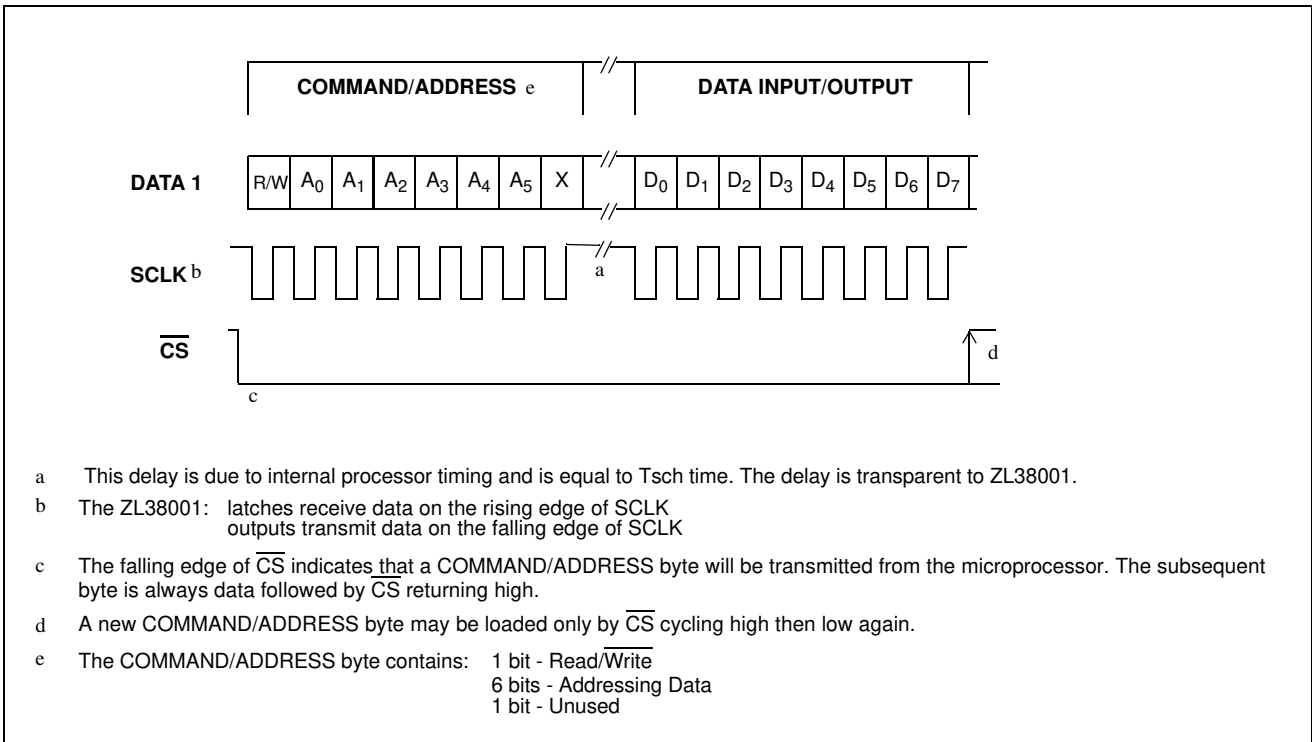 COMMAND/ADDRESS e // DATA INPUT/OUTPUT
DATA 1 R/W A0 A1 A2 A3 A4 A5 X // D0 D1 D2 D3 D4 D5 D6 D7
//
SCLK b // a
CS d
c
a This delay is due to internal processor timing and is equal to Tsch time. The delay is transparent to ZL38001.
b The ZL38001: latches receive data on the rising edge of SCLK
outputs transmit data on the falling edge of SCLK
c The falling edge of CS indicates that a COMMAND/ADDRESS byte will be transmitted from the microprocessor. The subsequent
byte is always data followed by CS returning high.
d A new COMMAND/ADDRESS byte may be loaded only by CS cycling high then low again.
e The COMMAND/ADDRESS byte contains: 1 bit - Read/Write
6 bits - Addressing Data
1 bit - Unused